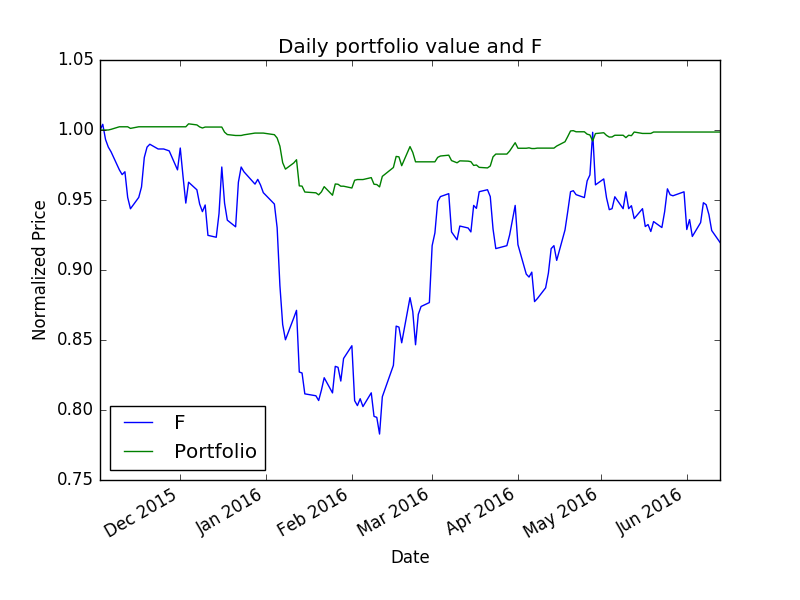 Daily portfolio value and F
1.05
1.00
0.95
0.90
0.85
0.80
0.75
Normalized Price
F
Portfolio
Dec 2015
Jan 2016
Feb 2016
Mar 2016
Apr 2016
May 2016
Jun 2016
Date